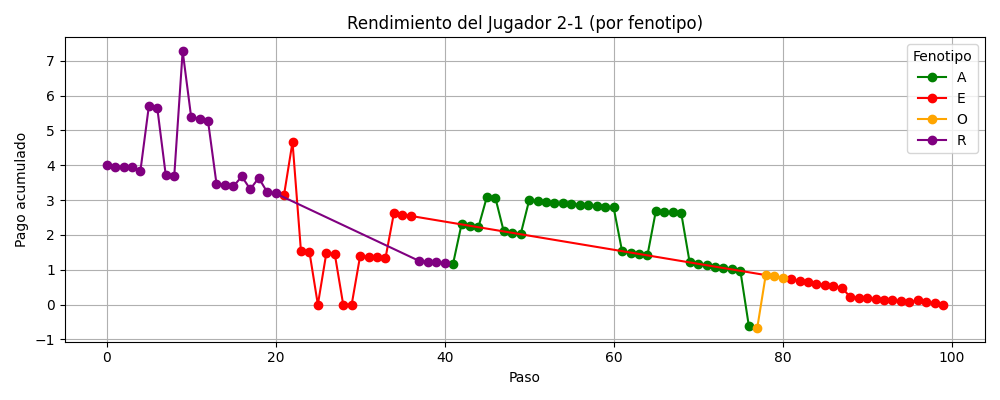 Rendimiento del Jugador 2-1 (por fenotipo)
Pago acumulado
7
6
5
4
3
2
1
0
−1
0 20 40 60 80 100
Paso
Fenotipo
A
E
O
R